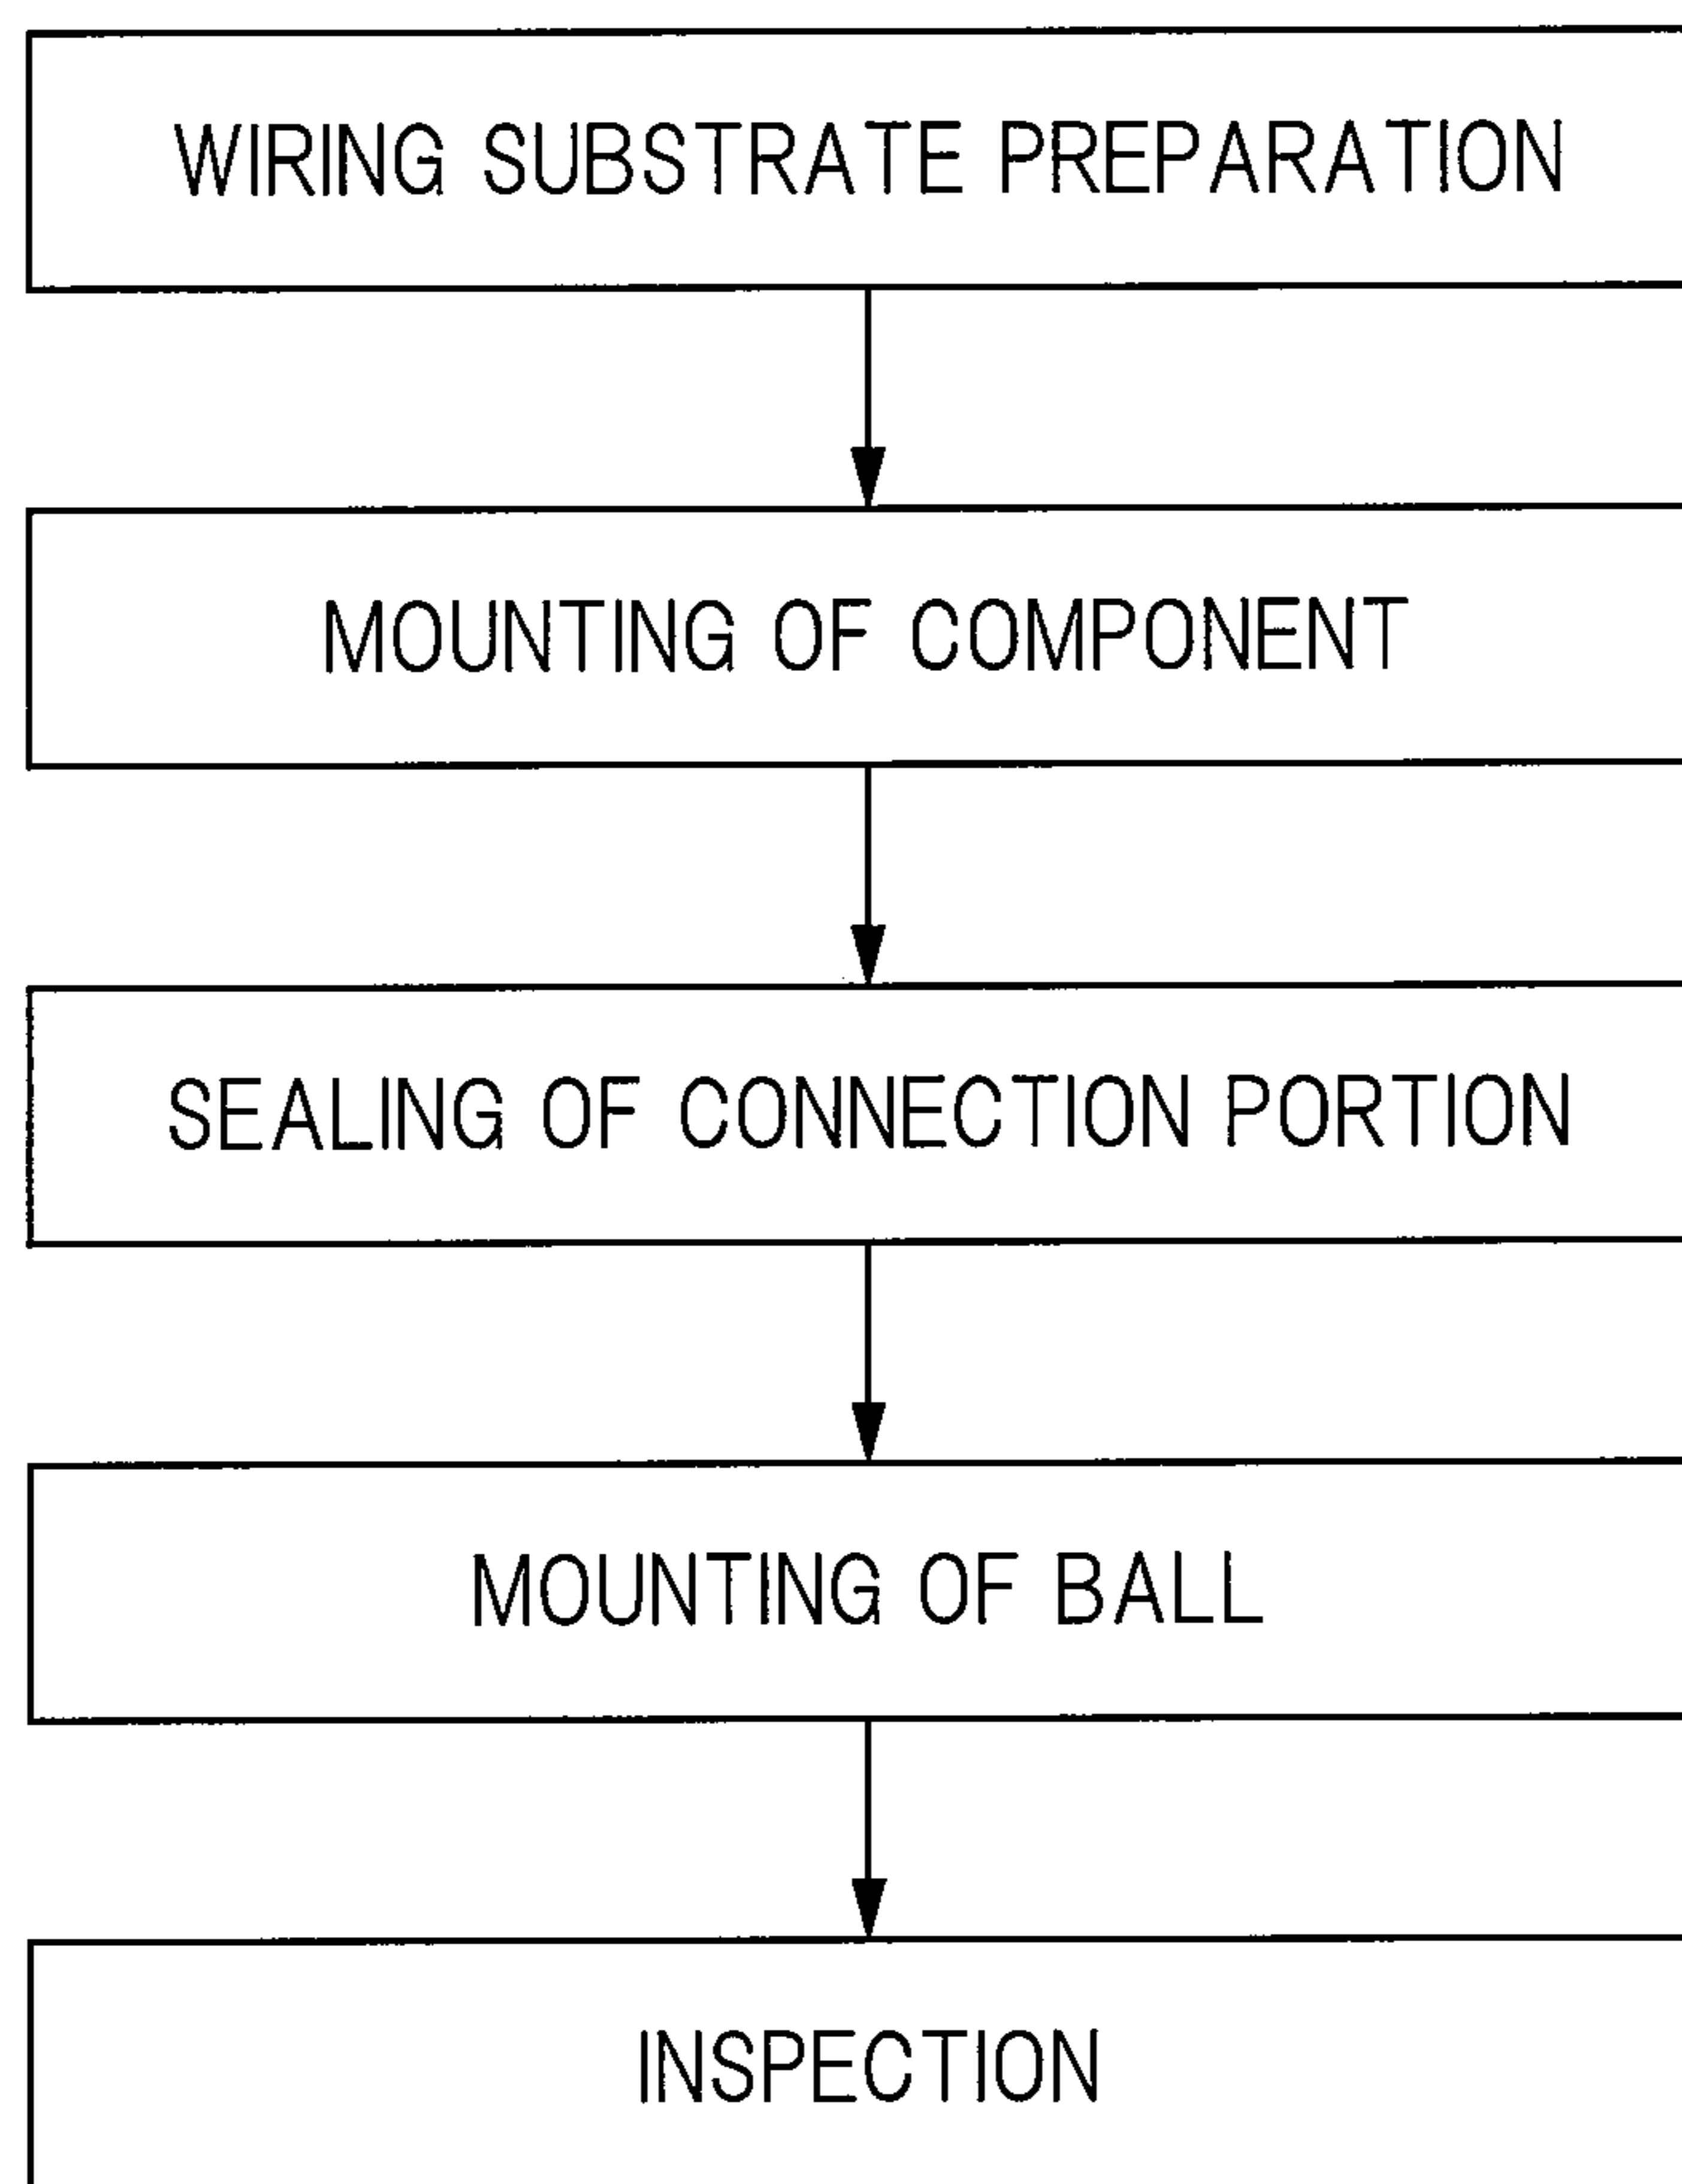 WIRING SUBSTRATE PREPARATION
MOUNTING OF COMPONENT
SEALING OF CONNECTION PORTION
MOUNTING OF BALL
INSPECTION